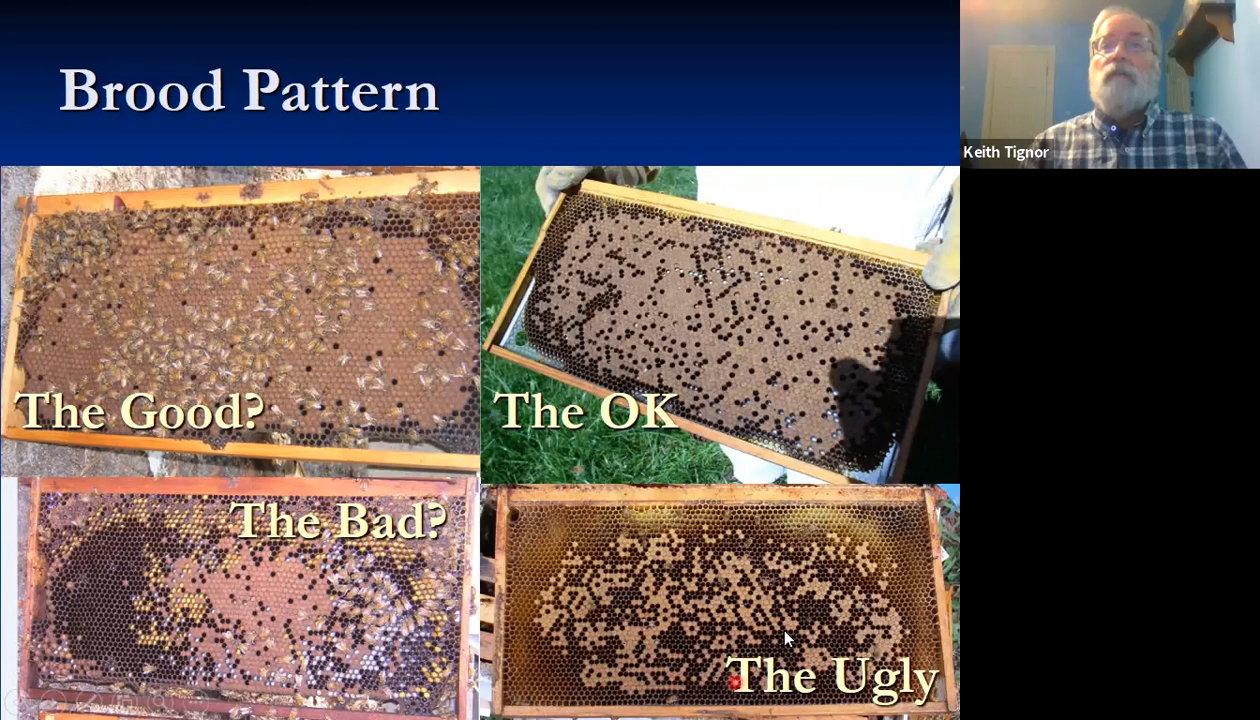 Brood Pattern
Keith Tignor
The Good?
The OK
The Bad?
The Ugly